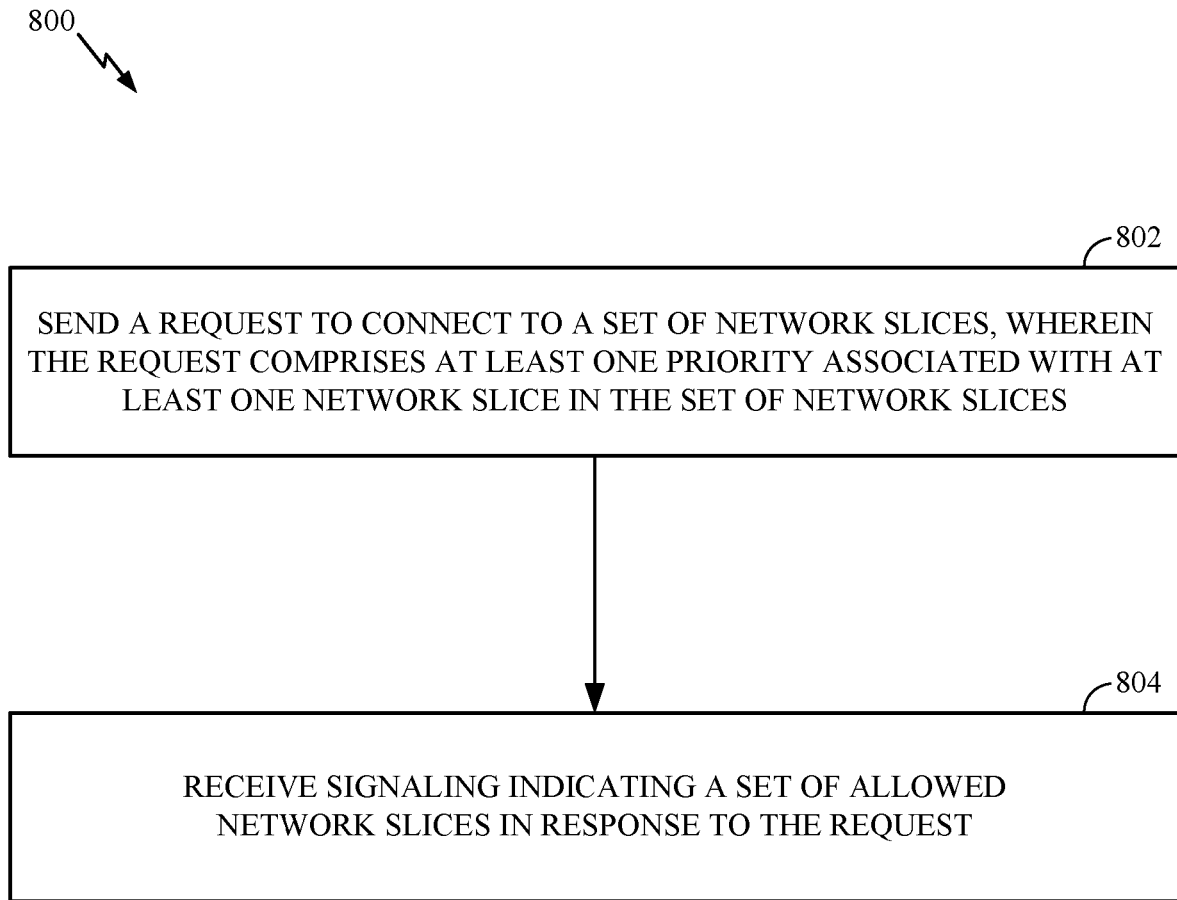 800
802
SEND A REQUEST TO CONNECT TO A SET OF NETWORK SLICES, WHEREIN
THE REQUEST COMPRISES AT LEAST ONE PRIORITY ASSOCIATED WITH AT
LEAST ONE NETWORK SLICE IN THE SET OF NETWORK SLICES
804
RECEIVE SIGNALING INDICATING A SET OF ALLOWED
NETWORK SLICES IN RESPONSE TO THE REQUEST